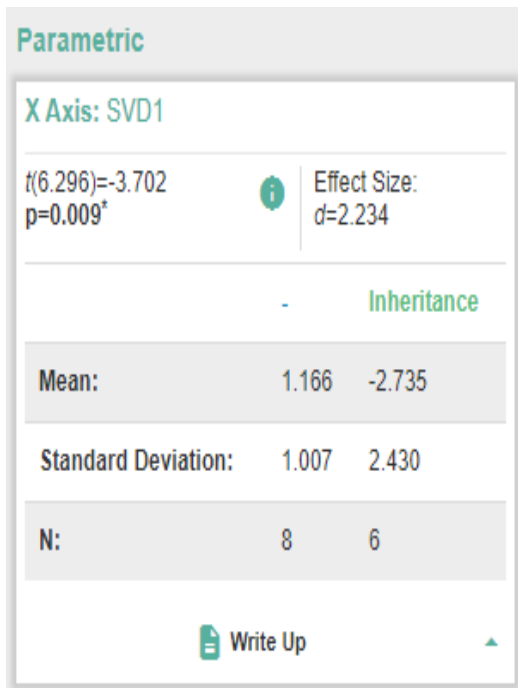 Parametric
X Axis: SVD1
t(6.296)=-3.702
p=0.009*
Effect Size:
d=2.234
- Inheritance
Mean: 1.166 -2.735
Standard Deviation: 1.007 2.430
N: 8 6
Write Up